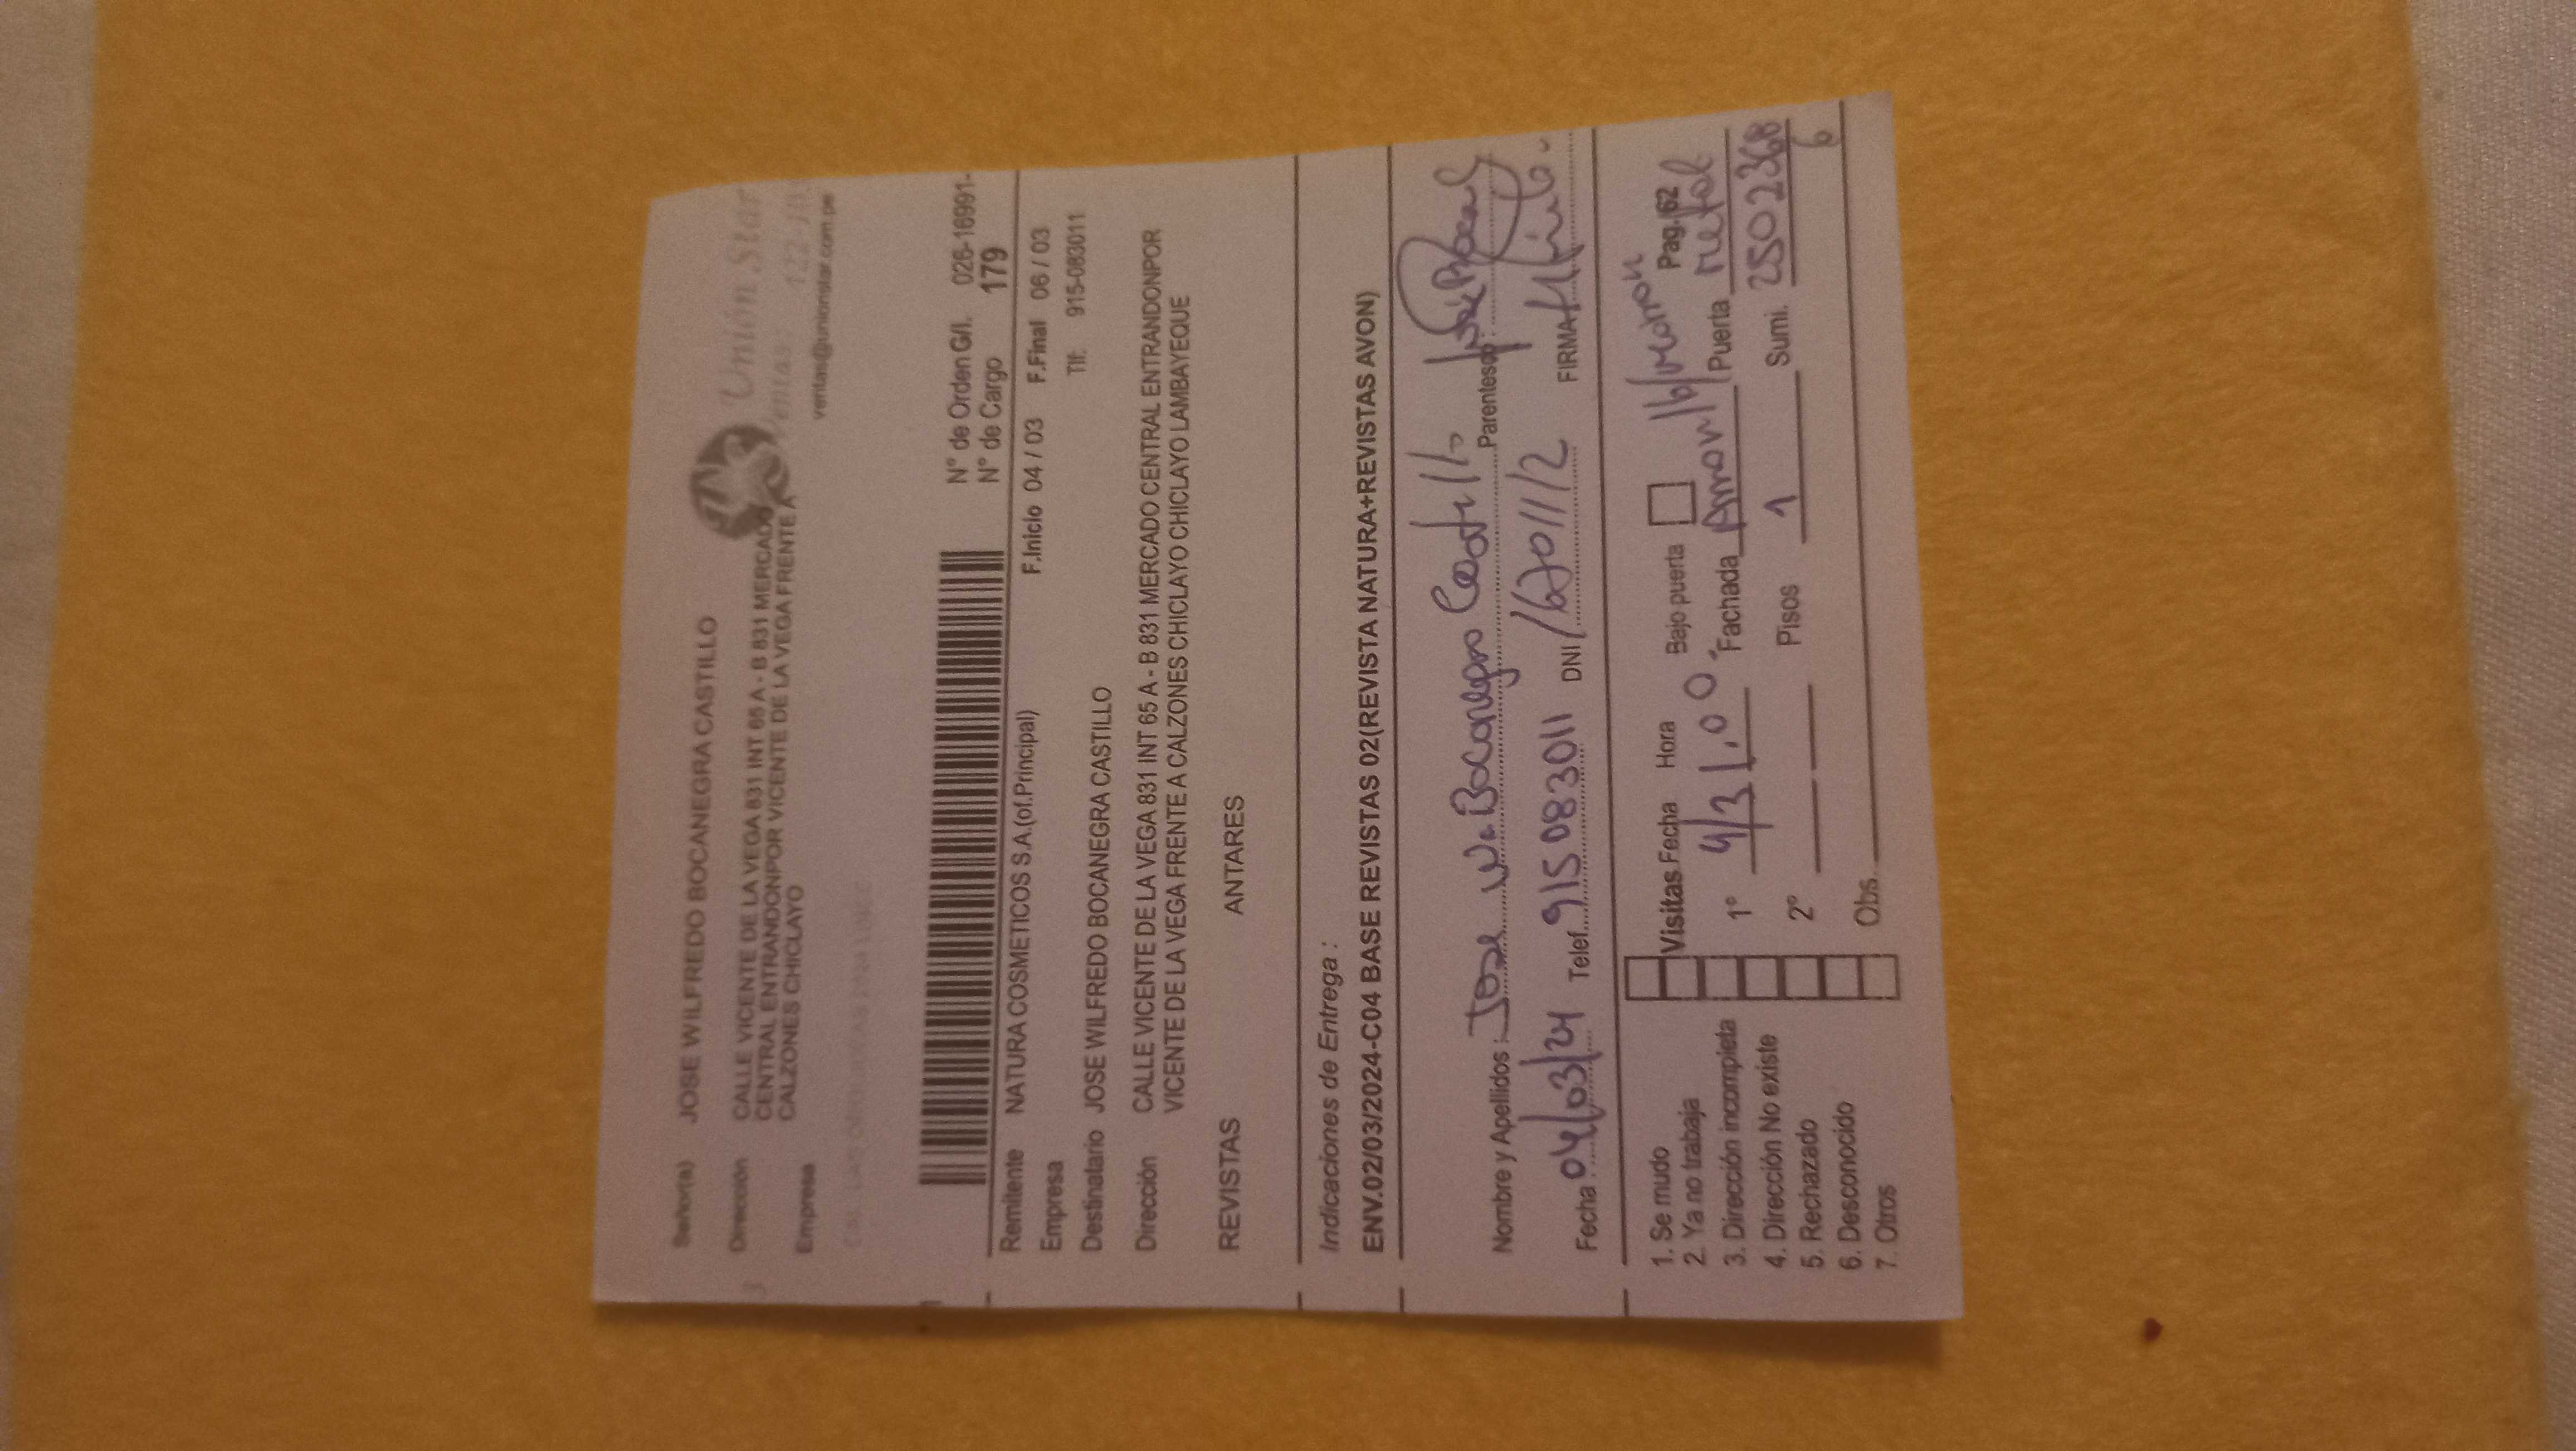 Señor(a) JOSE WILFREDO BOCANEGRA CASTILLO
Dirección CALLE VICENTE DE LA VEGA 831 INT 65 A - B 831 MERCADO
CENTRAL ENTRANDONPOR VICENTE DE LA VEGA FRENTE A
CALZONES CHICLAYO
Empresa
Unión Star
ventas@unionstar.com.pe
N° de Orden G/I. 026-16991-
N° de Cargo 179
Remitente NATURA COSMETICOS S.A.(of.Principal)
F.Inicio 04 / 03 F.Final 06 / 03
Empresa
Tlf: 915-083011
Destinatario JOSE WILFREDO BOCANEGRA CASTILLO
Dirección CALLE VICENTE DE LA VEGA 831 INT 65 A - B 831 MERCADO CENTRAL ENTRANDONPOR
VICENTE DE LA VEGA FRENTE A CALZONES CHICLAYO CHICLAYO LAMBAYEQUE
REVISTAS ANTARES
Indicaciones de Entrega :
ENV.02/03/2024-C04 BASE REVISTAS 02(REVISTA NATURA+REVISTAS AVON)
Nombre y Apellidos : Jose W. Bocanegra Castillo Parentesco :
Fecha 04/03/24 Telef. 915083011 DNI FIRMA
1. Se mudo
2. Ya no trabaja
3. Dirección incompleta
4. Dirección No existe
5. Rechazado
6. Desconocido
7. Otros
Visitas Fecha Hora Bajo puerta Pag. 62
1° 4/3 1.00 Fachada Puerta metal
2° Pisos 1 Sumi. 25022368
6
Obs.